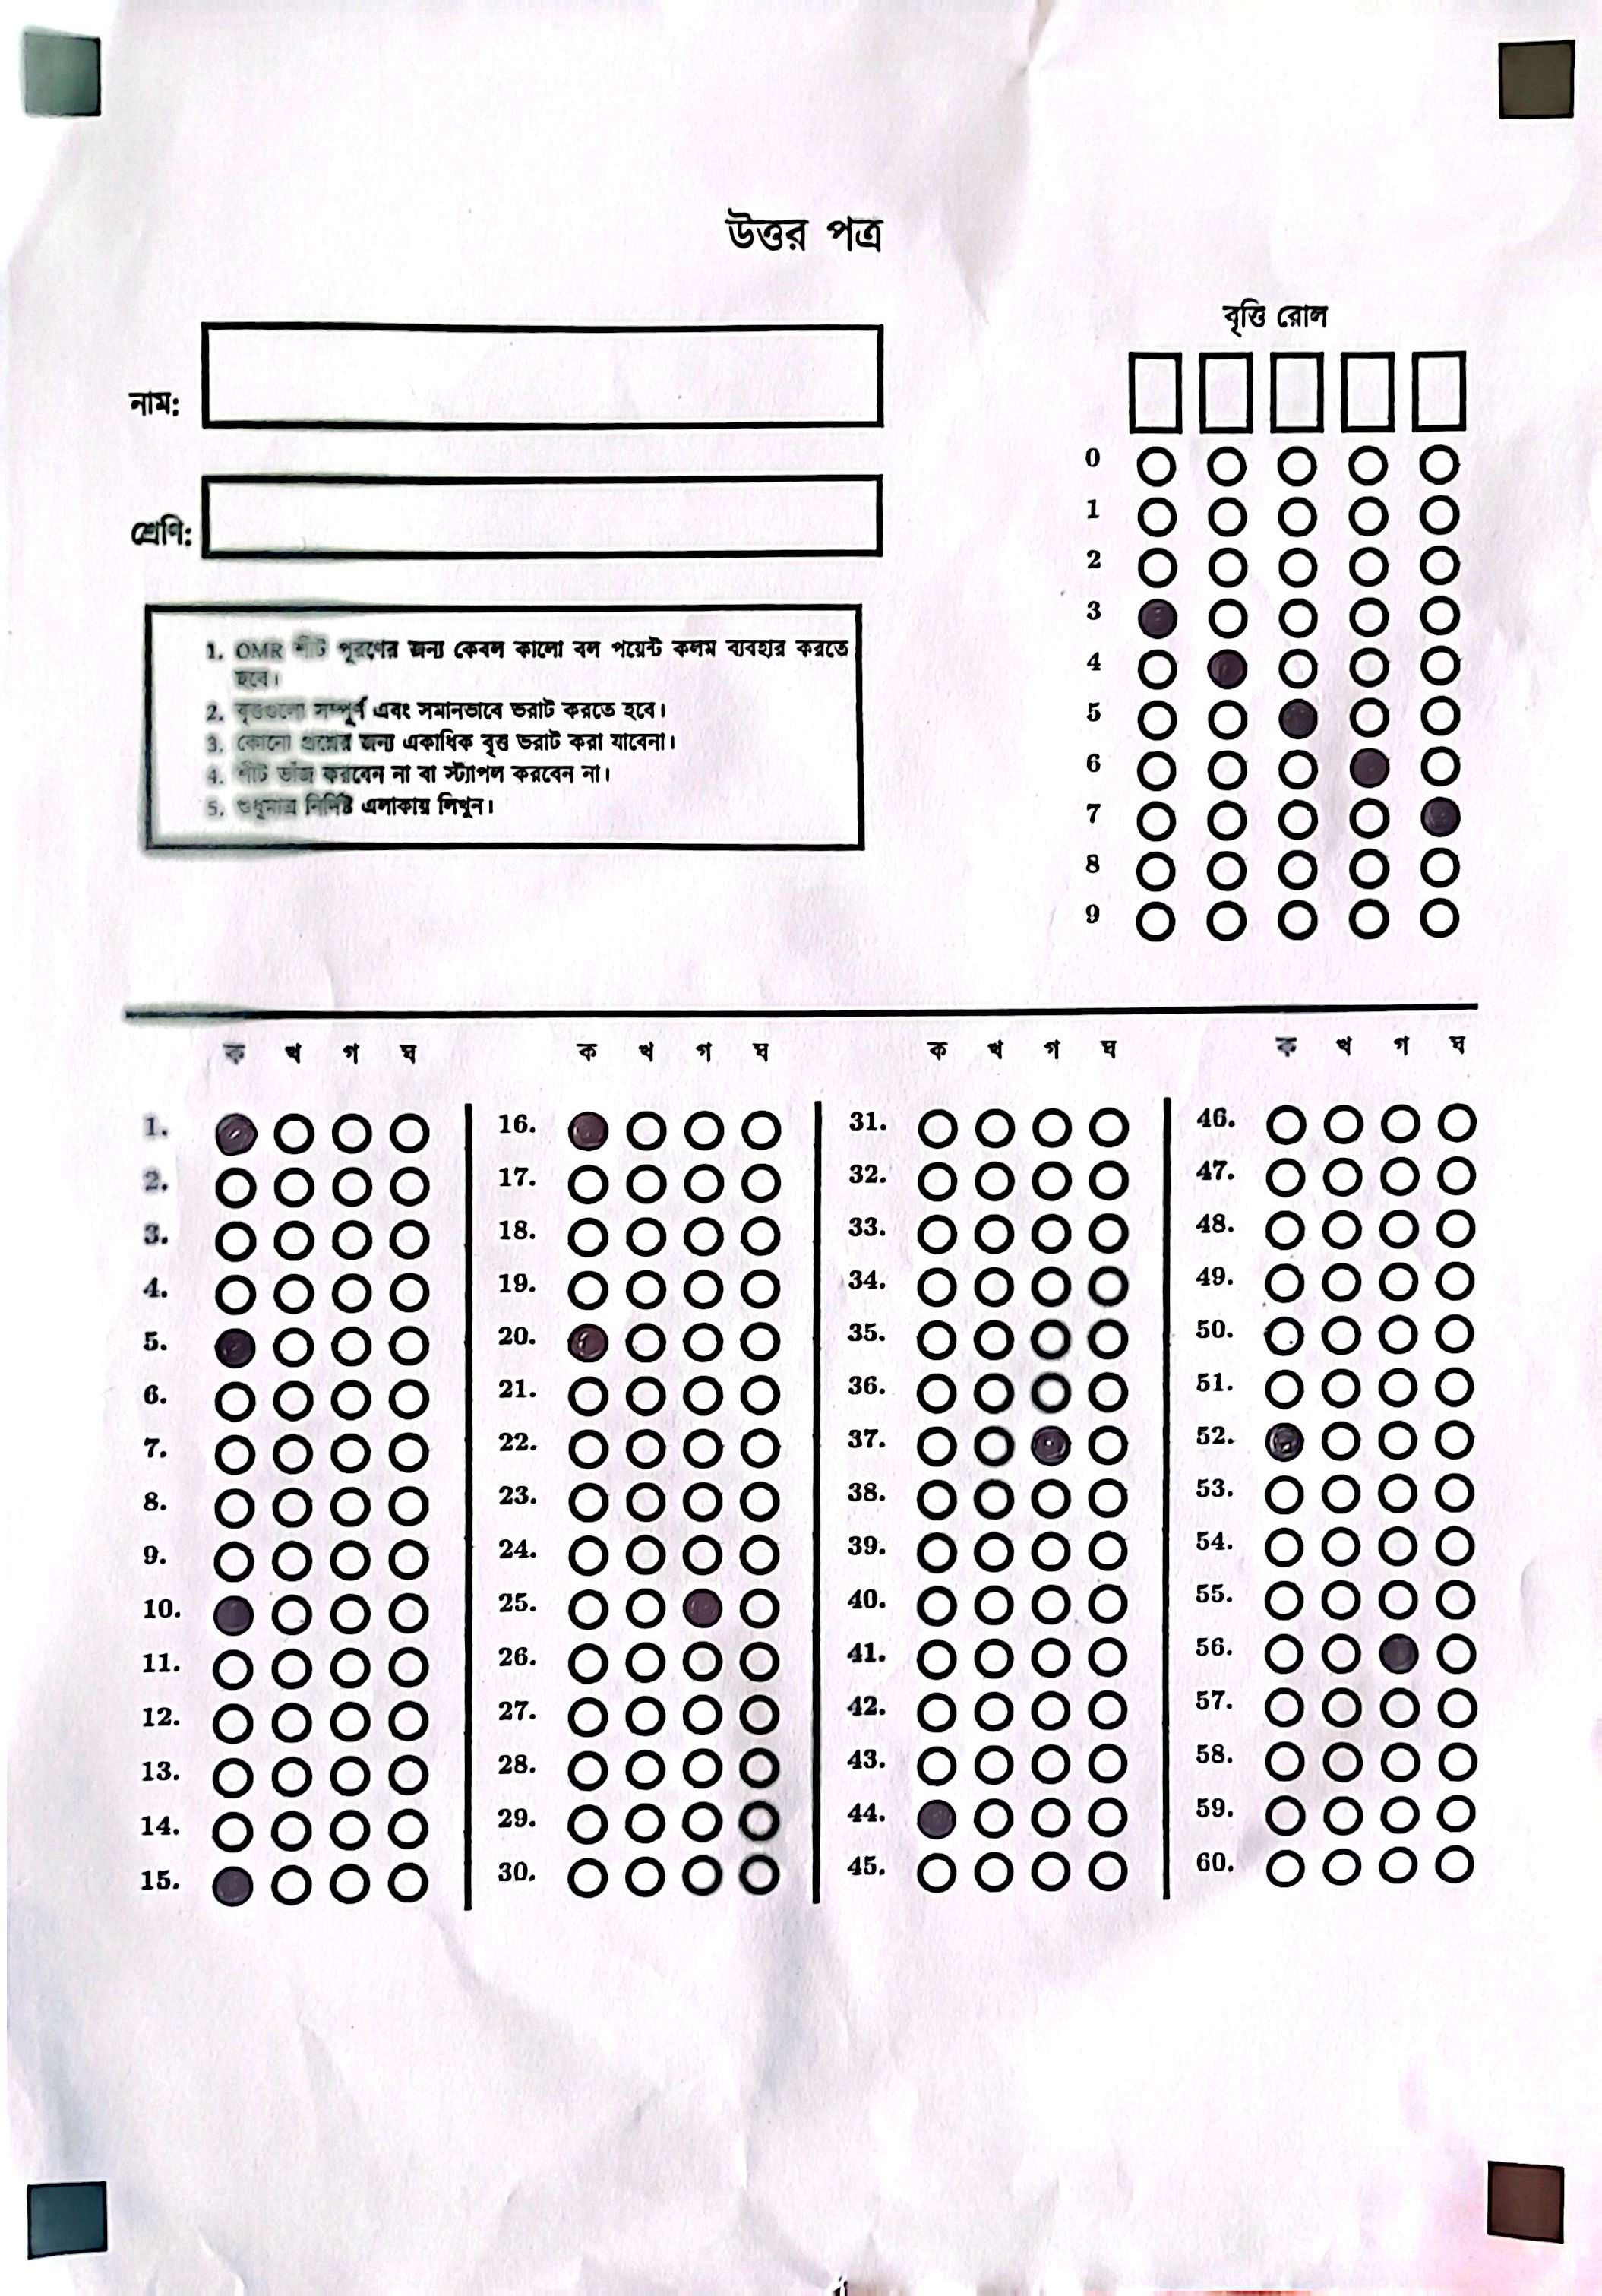 উত্তর পত্র
বৃত্তি রোল
নাম:
শ্রেণি:
0
1
2
3
4
5
6
7
8
9
1. OMR শীট পূরণের জন্য কেবল কালো বল পয়েন্ট কলম ব্যবহার করতে
হবে।
2. বৃত্তগুলো সম্পূর্ণ এবং সমানভাবে ভরাট করতে হবে।
3. কোনো প্রশ্নের জন্য একাধিক বৃত্ত ভরাট করা যাবেনা।
4. শীট ভাঁজ করবেন না বা স্ট্যাপল করবেন না।
5. শুধুমাত্র নির্দিষ্ট এলাকায় লিখুন।
ক খ গ ঘ ক খ গ ঘ ক খ গ ঘ ক খ গ ঘ
1. 16. 31. 46.
2. 17. 32. 47.
3. 18. 33. 48.
4. 19. 34. 49.
5. 20. 35. 50.
6. 21. 36. 51.
7. 22. 37. 52.
8. 23. 38. 53.
9. 24. 39. 54.
10. 25. 40. 55.
11. 26. 41. 56.
12. 27. 42. 57.
13. 28. 43. 58.
14. 29. 44. 59.
15. 30. 45. 60.